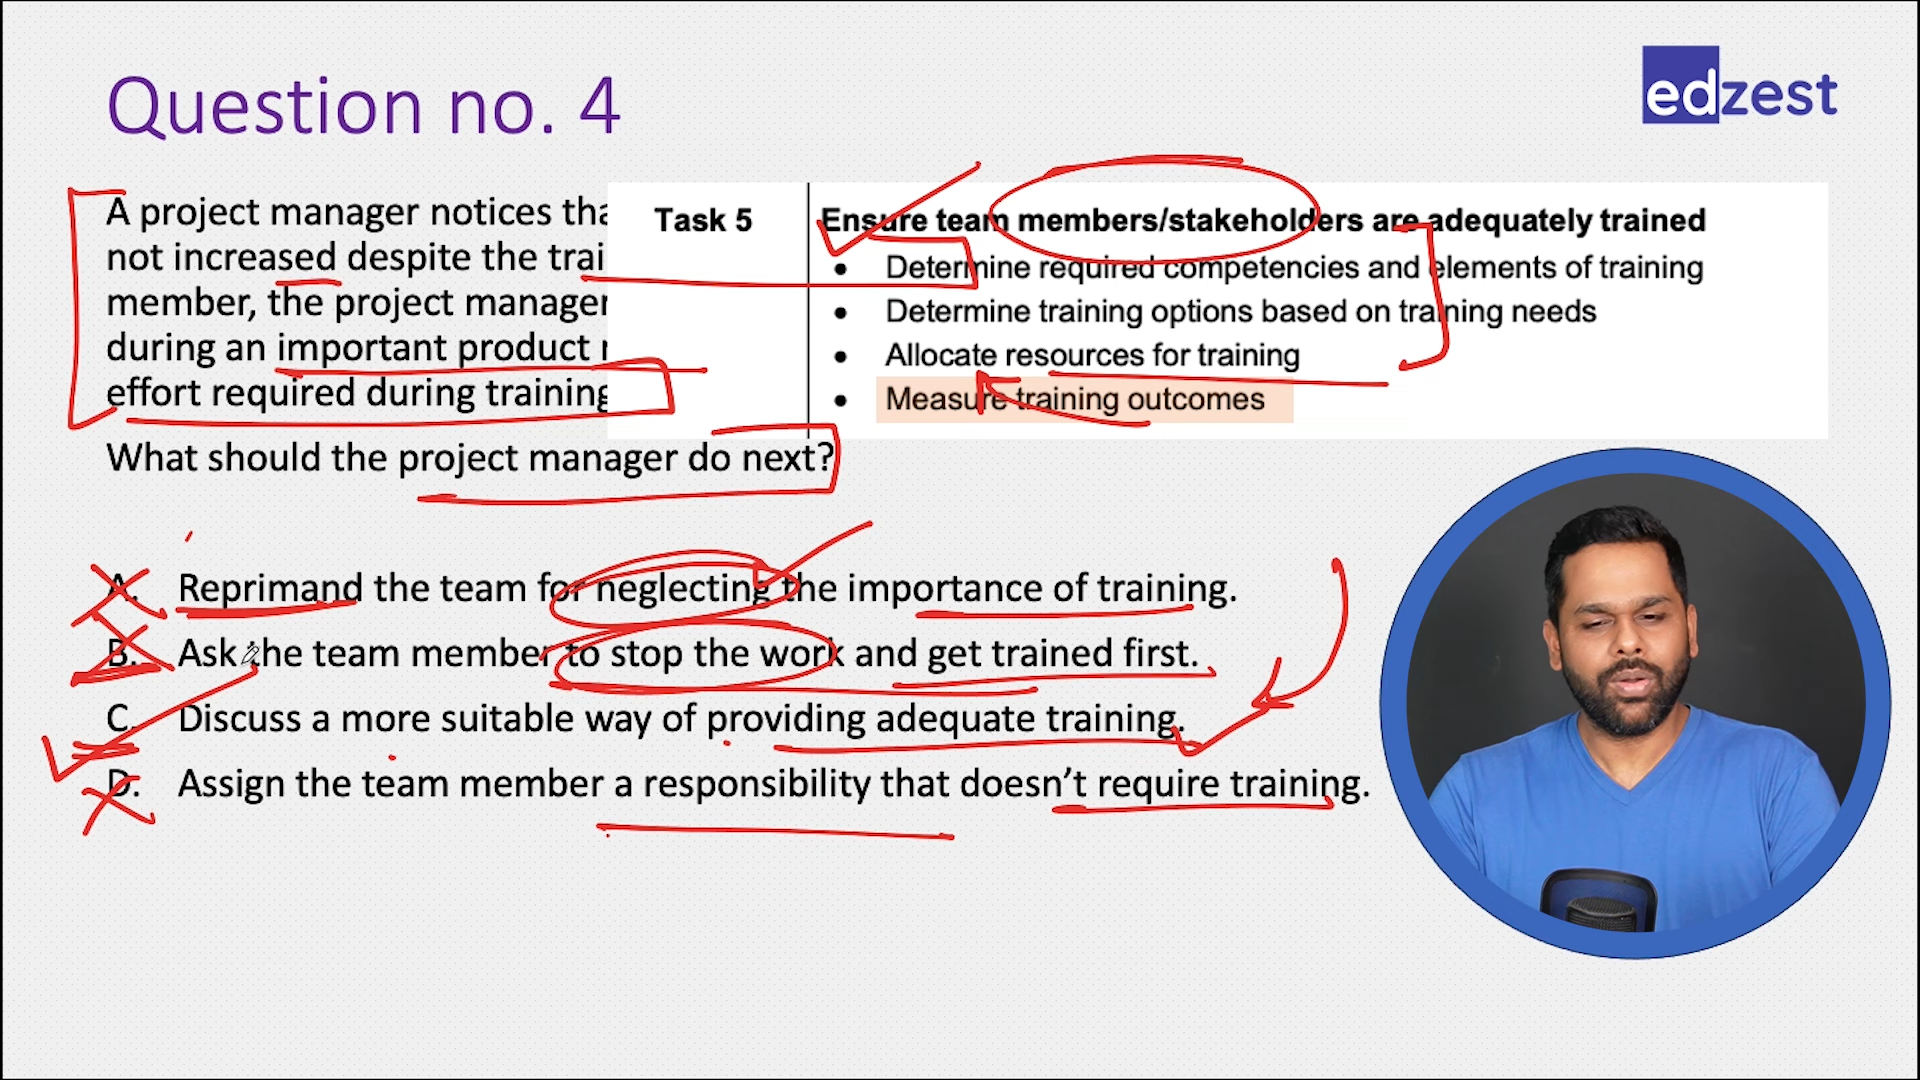 Question no. 4
edzest
A project manager notices
not increased despite the
member, the project manager
during an important product
effort required during training
What should the project manager do next?
Task 5
Ensure team members/stakeholders are adequately trained
• Determine required competencies and elements of training
• Determine training options based on training needs
• Allocate resources for training
• Measure training outcomes
A. Reprimand the team for neglecting the importance of training.
B. Ask the team member to stop the work and get trained first.
C. Discuss a more suitable way of providing adequate training.
D. Assign the team member a responsibility that doesn't require training.